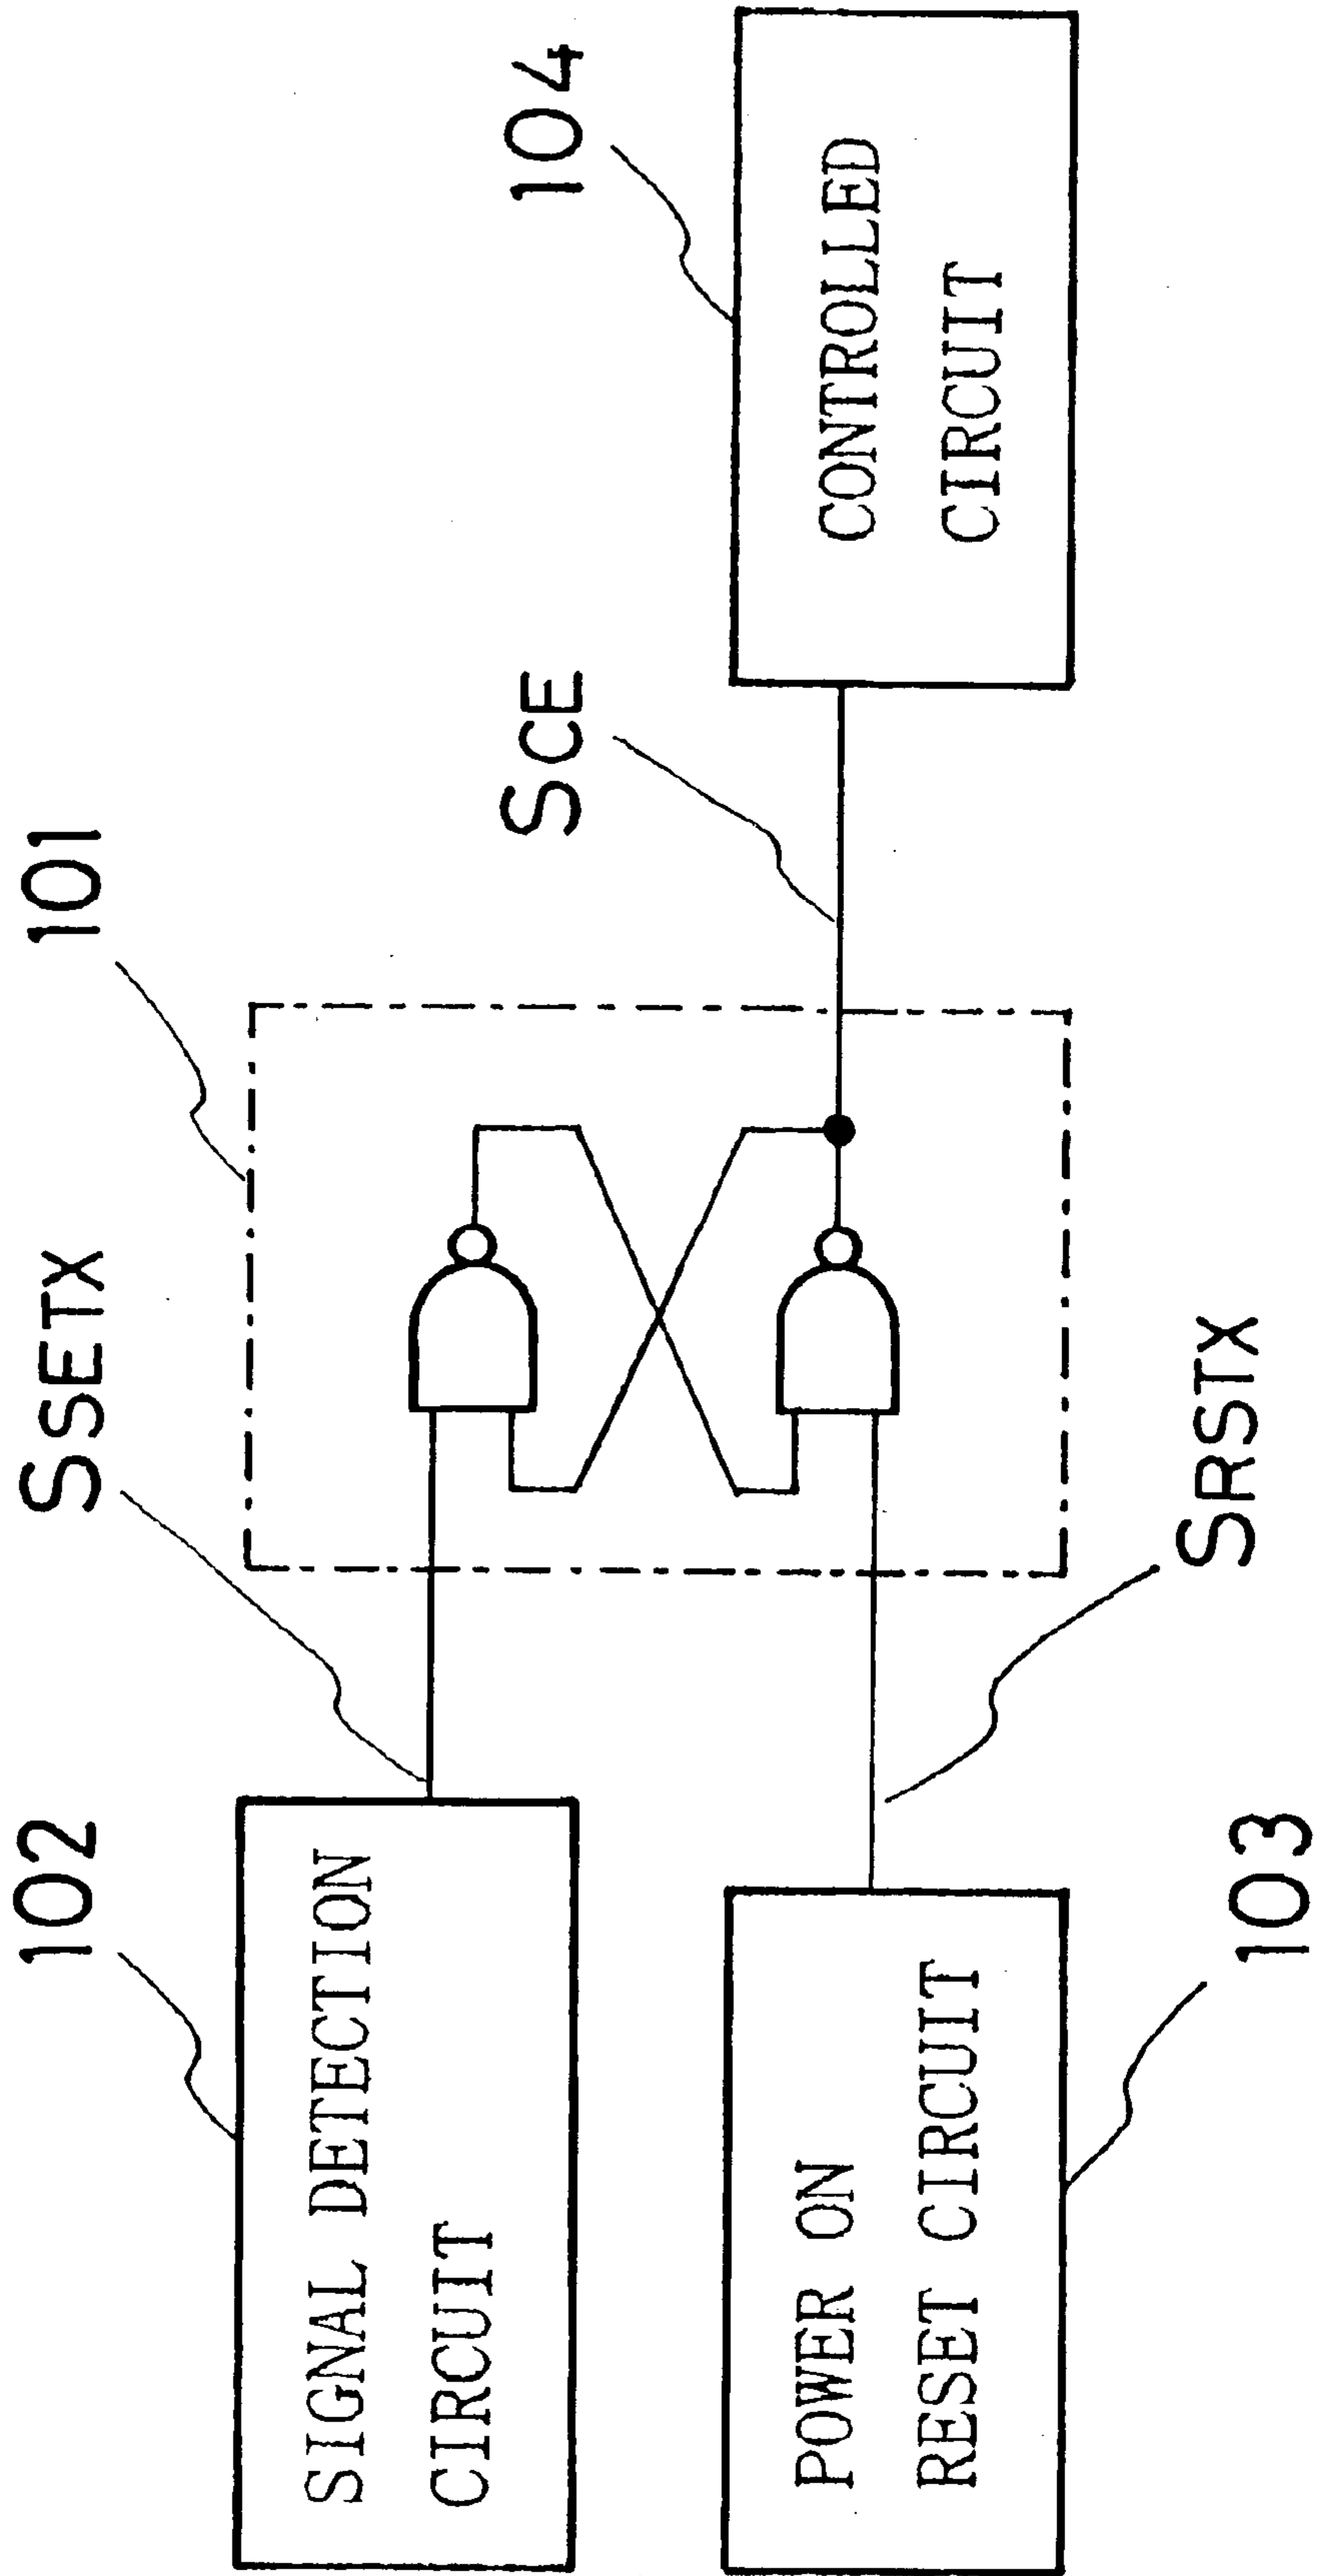 102
SIGNAL DETECTION
CIRCUIT
SSETX
101
POWER ON
RESET CIRCUIT
103
SRSTX
SCE
104
CONTROLLED
CIRCUIT